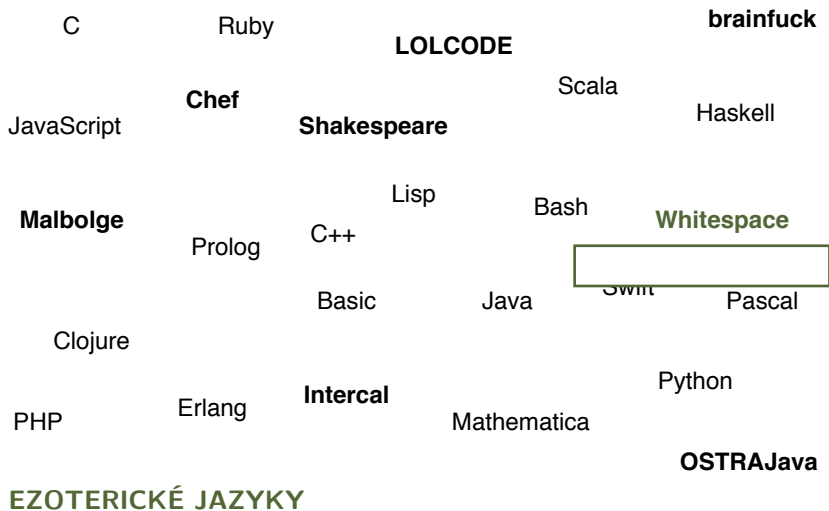 C
Ruby
LOLCODE
brainfuck
Chef
Scala
JavaScript
Shakespeare
Haskell
Lisp
Bash
Malbolge
Prolog
C++
Whitespace
Basic
Java
Swift
Pascal
Clojure
Python
PHP
Erlang
Intercal
Mathematica
OSTRAJava
EZOTERICKÉ JAZYKY